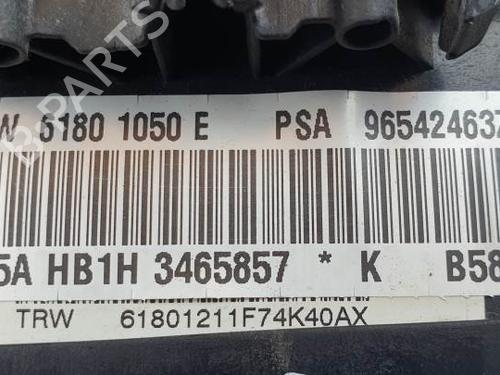 W 6180 1050 E PSA 965424637
5A HB1H 3465857 * K B58
TRW 61801211F74K40AX